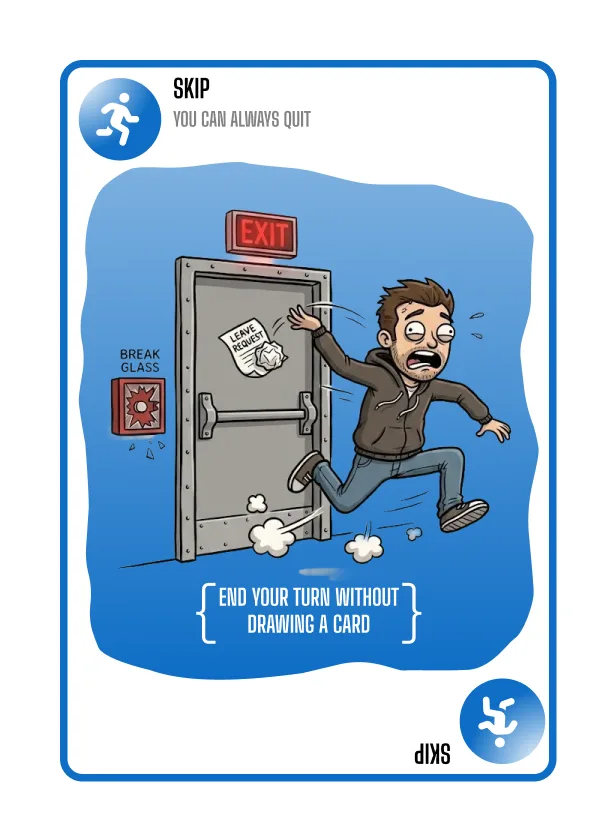 SKIP
YOU CAN ALWAYS QUIT
EXIT
LEAVE
REQUEST
BREAK
GLASS
END YOUR TURN WITHOUT
DRAWING A CARD
SKIP